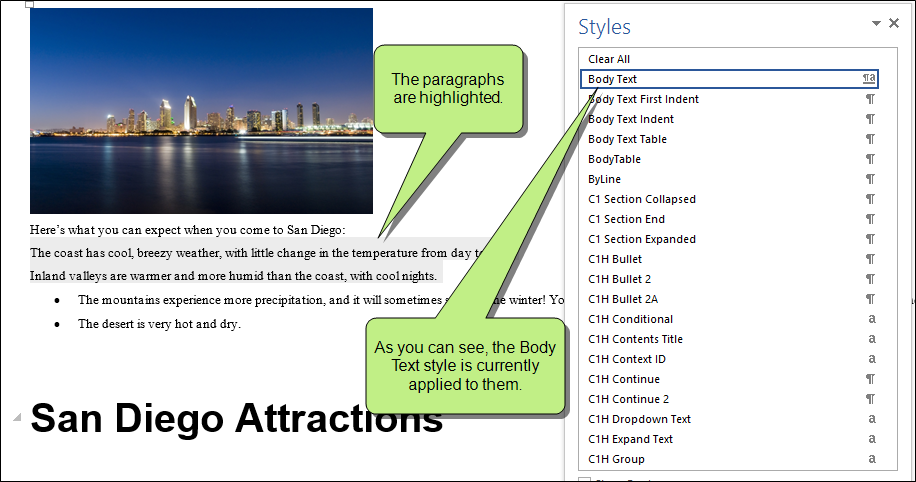 The paragraphs
are highlighted.
Here's what you can expect when you come to San Diego:
The coast has cool, breezy weather, with little change in the temperature from day
Inland valleys are warmer and more humid than the coast, with cool nights.
• The mountains experience more precipitation, and it will sometimes the winter!
• The desert is very hot and dry.
As you can see, the Body
Text style is currently
applied to them.
San Diego Attractions
Styles
Clear All
Body Text ¶a
Body Text First Indent ¶
Body Text Indent ¶
Body Text Table ¶
BodyTable ¶
ByLine ¶
C1 Section Collapsed ¶
C1 Section End ¶
C1 Section Expanded ¶
C1H Bullet ¶
C1H Bullet 2 ¶
C1H Bullet 2A ¶
C1H Conditional a
C1H Contents Title a
C1H Context ID a
C1H Continue ¶
C1H Continue 2 ¶
C1H Dropdown Text a
C1H Expand Text a
C1H Group a